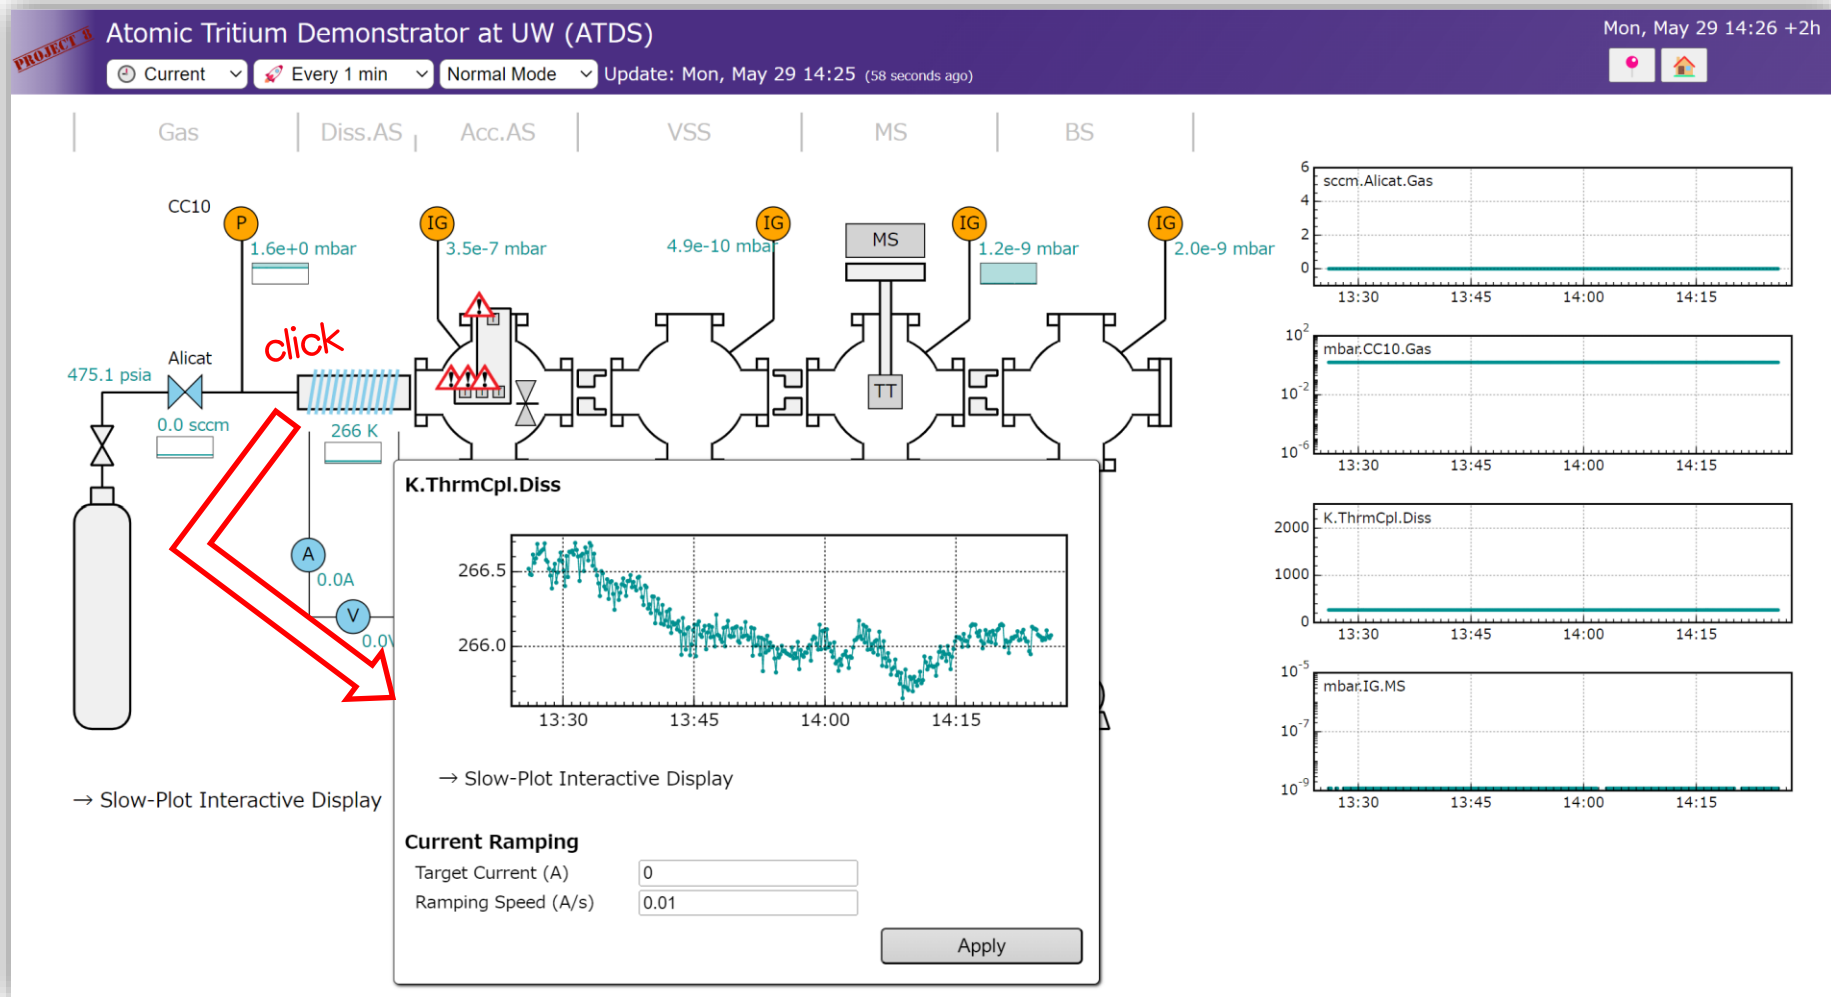 PROJECT 8
Atomic Tritium Demonstrator at UW (ATDS)
Mon, May 29 14:26 +2h
Current
Every 1 min
Normal Mode
Update: Mon, May 29 14:25 (58 seconds ago)
Gas
Diss.AS
Acc.AS
VSS
MS
BS
CC10
P
1.6e+0 mbar
IG
3.5e-7 mbar
IG
4.9e-10 mbar
MS
IG
1.2e-9 mbar
IG
2.0e-9 mbar
click
Alicat
475.1 psia
0.0 sccm
266 K
TT
A
0.0A
V
0.0V
→ Slow-Plot Interactive Display
K.ThrmCpl.Diss
266.5
266.0
13:30
13:45
14:00
14:15
→ Slow-Plot Interactive Display
Current Ramping
Target Current (A)
0
Ramping Speed (A/s)
0.01
Apply
sccm.Alicat.Gas
6
4
2
0
13:30
13:45
14:00
14:15
mbar.CC10.Gas
10^2
10^-2
10^-6
13:30
13:45
14:00
14:15
K.ThrmCpl.Diss
2000
1000
0
13:30
13:45
14:00
14:15
mbar.IG.MS
10^-5
10^-7
10^-9
13:30
13:45
14:00
14:15